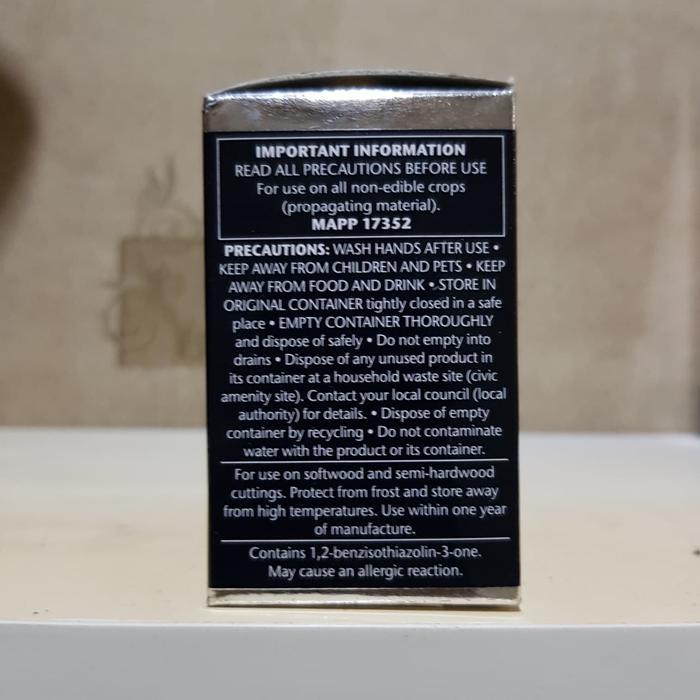 IMPORTANT INFORMATION
READ ALL PRECAUTIONS BEFORE USE
For use on all non-edible crops
(propagating material).
MAPP 17352
PRECAUTIONS: WASH HANDS AFTER USE •
KEEP AWAY FROM CHILDREN AND PETS • KEEP
AWAY FROM FOOD AND DRINK • STORE IN
ORIGINAL CONTAINER tightly closed in a safe
place • EMPTY CONTAINER THOROUGHLY
and dispose of safely • Do not empty into
drains • Dispose of any unused product in
its container at a household waste site (civic
amenity site). Contact your local council (local
authority) for details. • Dispose of empty
container by recycling • Do not contaminate
water with the product or its container.
For use on softwood and semi-hardwood
cuttings. Protect from frost and store away
from high temperatures. Use within one year
of manufacture.
Contains 1,2-benzisothiazolin-3-one.
May cause an allergic reaction.